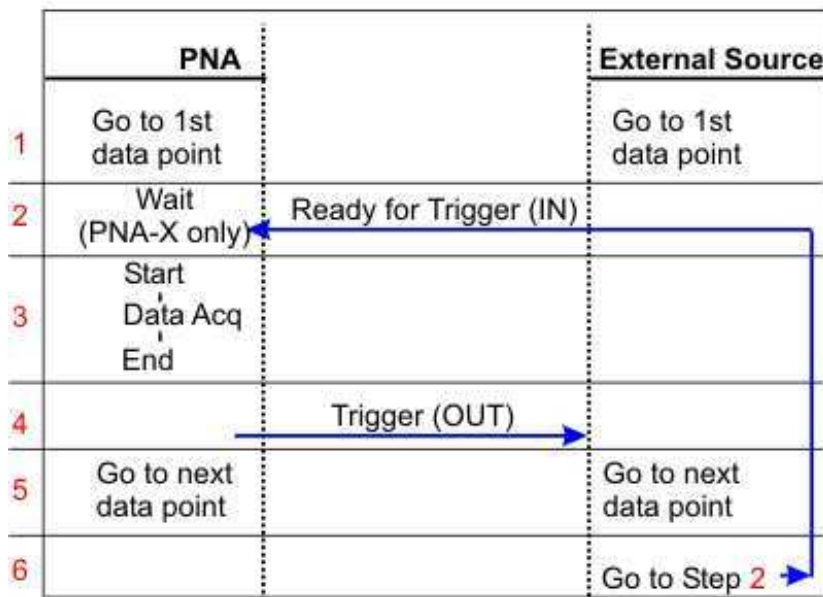 PNA
External Source
1
Go to 1st
data point
Go to 1st
data point
2
Wait
(PNA-X only)
Ready for Trigger (IN)
3
Start
Data Acq
End
4
Trigger (OUT)
5
Go to next
data point
Go to next
data point
6
Go to Step 2